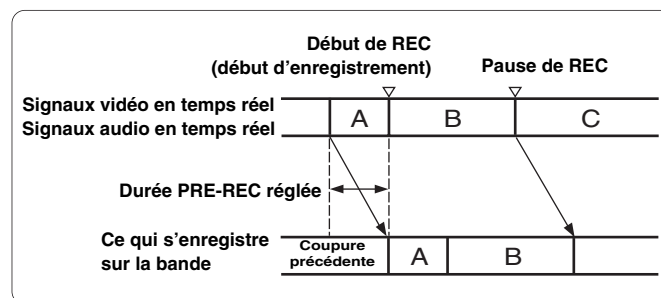 Début de REC
(début d'enregistrement)
Pause de REC
Signaux vidéo en temps réel
Signaux audio en temps réel
A
B
C
Durée PRE-REC réglée
Ce qui s'enregistre
sur la bande
Coupure
précédente
A
B